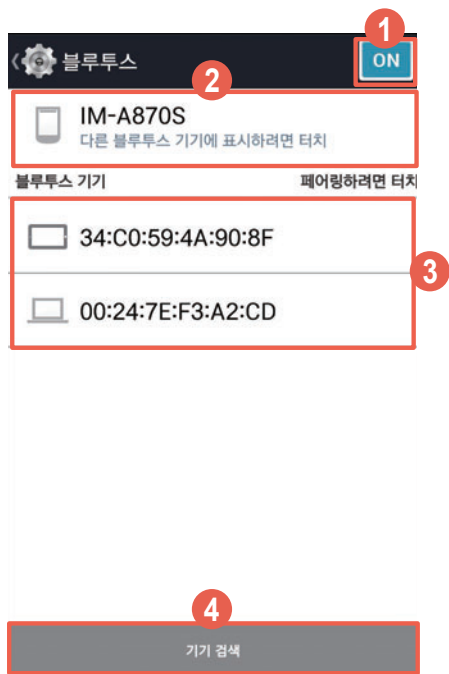 1
블루투스
ON
2
IM-A870S
다른 블루투스 기기에 표시하려면 터치
블루투스 기기 페어링하려면 터치
34:C0:59:4A:90:8F
3
00:24:7E:F3:A2:CD
4
기기 검색